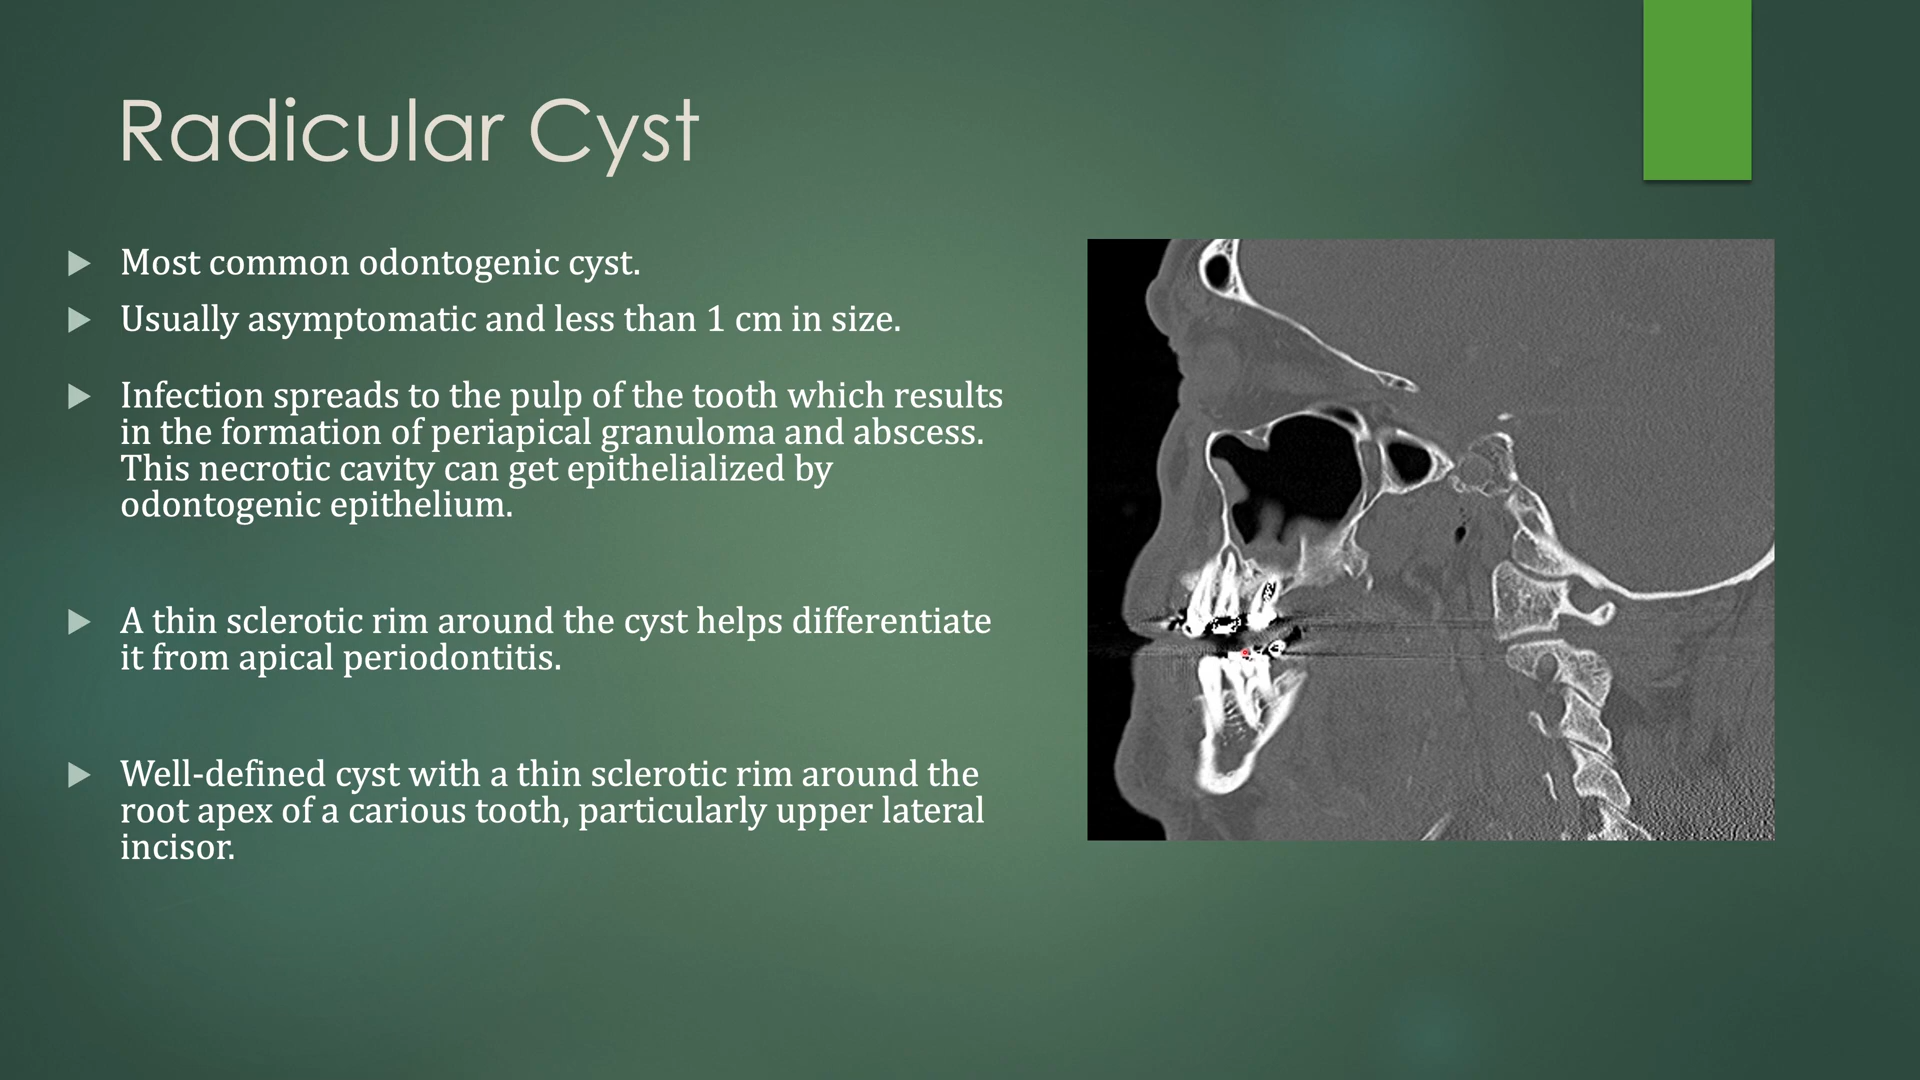 Radicular Cyst
Most common odontogenic cyst.
Usually asymptomatic and less than 1 cm in size.
Infection spreads to the pulp of the tooth which results
in the formation of periapical granuloma and abscess.
This necrotic cavity can get epithelialized by
odontogenic epithelium.
A thin sclerotic rim around the cyst helps differentiate
it from apical periodontitis.
Well-defined cyst with a thin sclerotic rim around the
root apex of a carious tooth, particularly upper lateral
incisor.